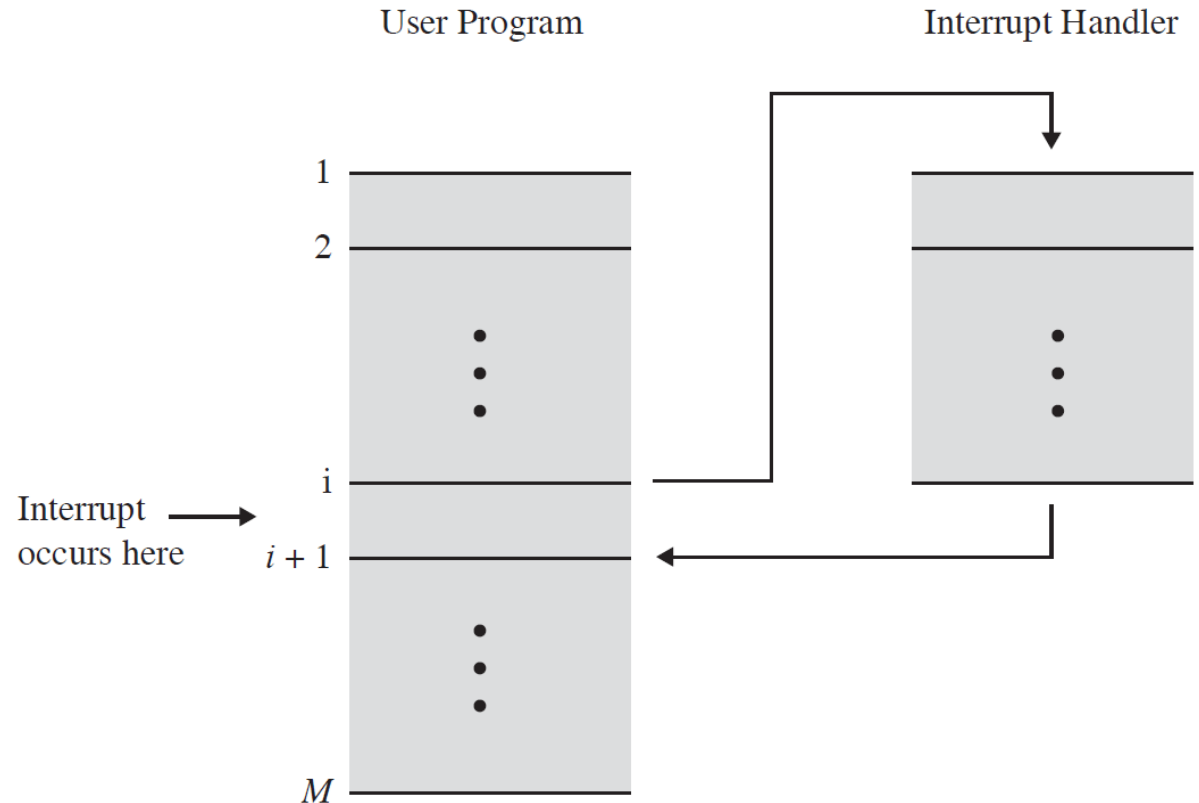 User Program
Interrupt Handler
1
2
i
Interrupt
occurs here
i + 1
M